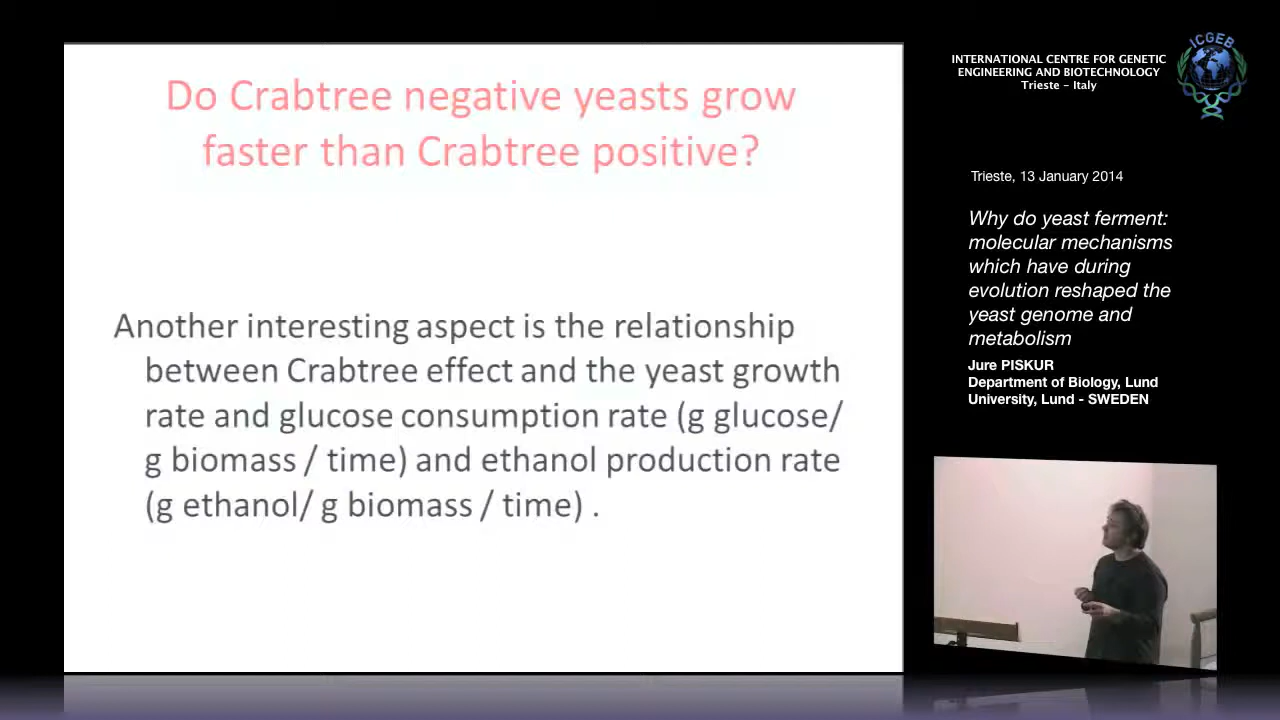 Do Crabtree negative yeasts grow
faster than Crabtree positive?
Another interesting aspect is the relationship
between Crabtree effect and the yeast growth
rate and glucose consumption rate (g glucose/
g biomass / time) and ethanol production rate
(g ethanol/ g biomass / time) .
INTERNATIONAL CENTRE FOR GENETIC
ENGINEERING AND BIOTECHNOLOGY
Trieste - Italy
ICGEB
Trieste, 13 January 2014
Why do yeast ferment:
molecular mechanisms
which have during
evolution reshaped the
yeast genome and
metabolism
Jure PISKUR
Department of Biology, Lund
University, Lund - SWEDEN